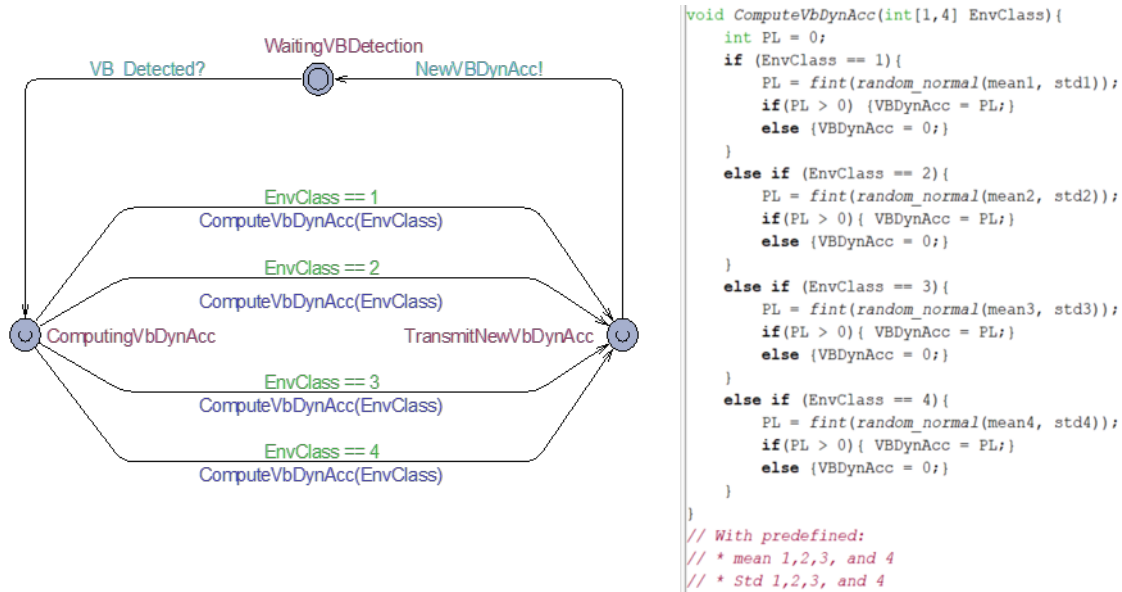 WaitingVBDetection
VB_Detected?
NewVBDynAcc!
EnvClass == 1
ComputeVbDynAcc(EnvClass)
EnvClass == 2
ComputeVbDynAcc(EnvClass)
ComputingVbDynAcc
TransmitNewVbDynAcc
EnvClass == 3
ComputeVbDynAcc(EnvClass)
EnvClass == 4
ComputeVbDynAcc(EnvClass)
void ComputeVbDynAcc(int[1,4] EnvClass){
int PL = 0;
if (EnvClass == 1){
PL = fint(random_normal(mean1, std1));
if(PL > 0) {VBDynAcc = PL;}
else {VBDynAcc = 0;}
}
else if (EnvClass == 2){
PL = fint(random_normal(mean2, std2));
if(PL > 0){ VBDynAcc = PL;}
else {VBDynAcc = 0;}
}
else if (EnvClass == 3){
PL = fint(random_normal(mean3, std3));
if(PL > 0){ VBDynAcc = PL;}
else {VBDynAcc = 0;}
}
else if (EnvClass == 4){
PL = fint(random_normal(mean4, std4));
if(PL > 0){ VBDynAcc = PL;}
else {VBDynAcc = 0;}
}
}
// With predefined:
// * mean 1,2,3, and 4
// * Std 1,2,3, and 4